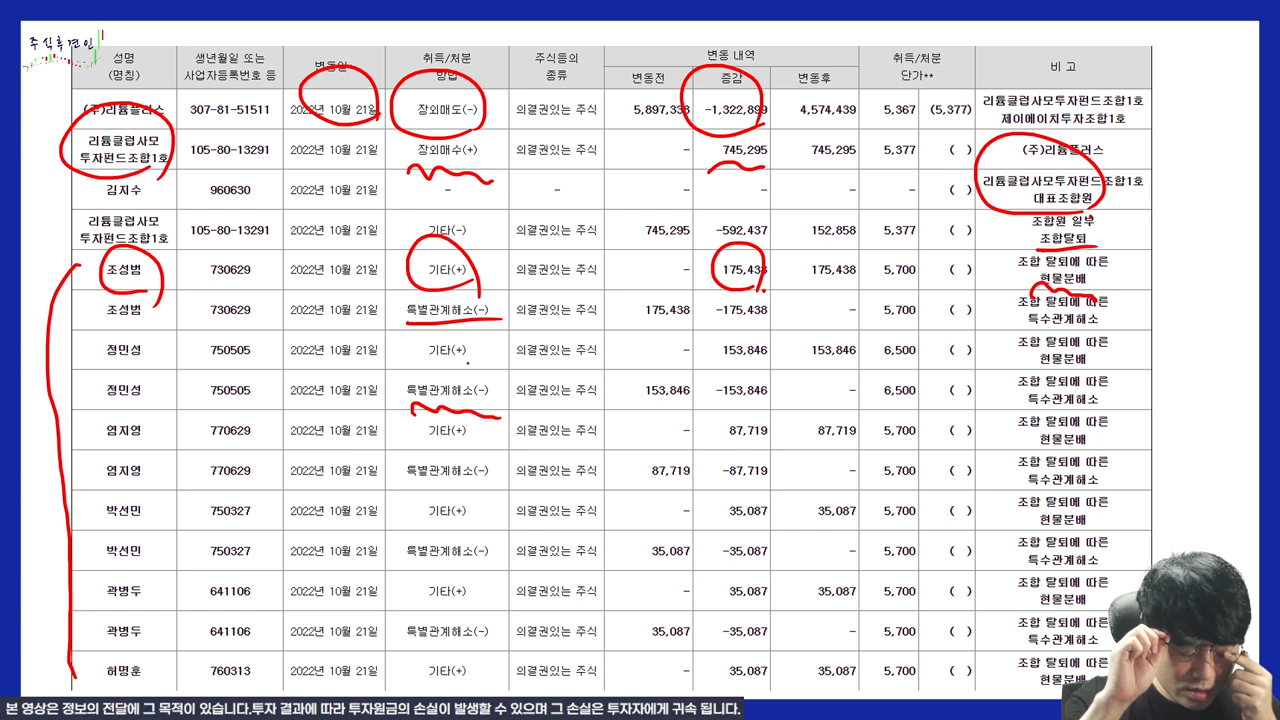 주식후견인
성명 (명칭) 생년월일 또는 사업자등록번호 등 변동일 취득/처분 방법 주식등의 종류 변동 내역 취득/처분 단가** 비 고
변동전 증감 변동후
(주)리튬플러스 307-81-51511 2022년 10월 21일 장외매도(-) 의결권있는 주식 5,897,338 -1,322,899 4,574,439 5,367 (5,377) 리튬클럽사모투자펀드조합1호 제이에이치투자조합1호
리튬클럽사모 투자펀드조합1호 105-80-13291 2022년 10월 21일 장외매수(+) 의결권있는 주식 - 745,295 745,295 5,377 ( ) (주)리튬플러스
김지수 960630 2022년 10월 21일 - - - - - - ( ) 리튬클럽사모투자펀드조합1호 대표조합원
리튬클럽사모 투자펀드조합1호 105-80-13291 2022년 10월 21일 기타(-) 의결권있는 주식 745,295 -592,437 152,858 5,377 ( ) 조합원 일부 조합탈퇴
조성범 730629 2022년 10월 21일 기타(+) 의결권있는 주식 - 175,438 175,438 5,700 ( ) 조합 탈퇴에 따른 현물분배
조성범 730629 2022년 10월 21일 특별관계해소(-) 의결권있는 주식 175,438 -175,438 - 5,700 ( ) 조합 탈퇴에 따른 특수관계해소
정민성 750505 2022년 10월 21일 기타(+) 의결권있는 주식 - 153,846 153,846 6,500 ( ) 조합 탈퇴에 따른 현물분배
정민성 750505 2022년 10월 21일 특별관계해소(-) 의결권있는 주식 153,846 -153,846 - 6,500 ( ) 조합 탈퇴에 따른 특수관계해소
염지영 770629 2022년 10월 21일 기타(+) 의결권있는 주식 - 87,719 87,719 5,700 ( ) 조합 탈퇴에 따른 현물분배
염지영 770629 2022년 10월 21일 특별관계해소(-) 의결권있는 주식 87,719 -87,719 - 5,700 ( ) 조합 탈퇴에 따른 특수관계해소
박선민 750327 2022년 10월 21일 기타(+) 의결권있는 주식 - 35,087 35,087 5,700 ( ) 조합 탈퇴에 따른 현물분배
박선민 750327 2022년 10월 21일 특별관계해소(-) 의결권있는 주식 35,087 -35,087 - 5,700 ( ) 조합 탈퇴에 따른 특수관계해소
곽병두 641106 2022년 10월 21일 기타(+) 의결권있는 주식 - 35,087 35,087 5,700 ( ) 조합 탈퇴에 따른 현물분배
곽병두 641106 2022년 10월 21일 특별관계해소(-) 의결권있는 주식 35,087 -35,087 - 5,700 ( ) 조합 탈퇴에 따른 특수관계해소
허명훈 760313 2022년 10월 21일 기타(+) 의결권있는 주식 - 35,087 35,087 5,700 ( ) 조합 탈퇴에 따른 현물분배
본 영상은 정보의 전달에 그 목적이 있습니다.투자 결과에 따라 투자원금의 손실이 발생할 수 있으며 그 손실은 투자자에게 귀속 됩니다.